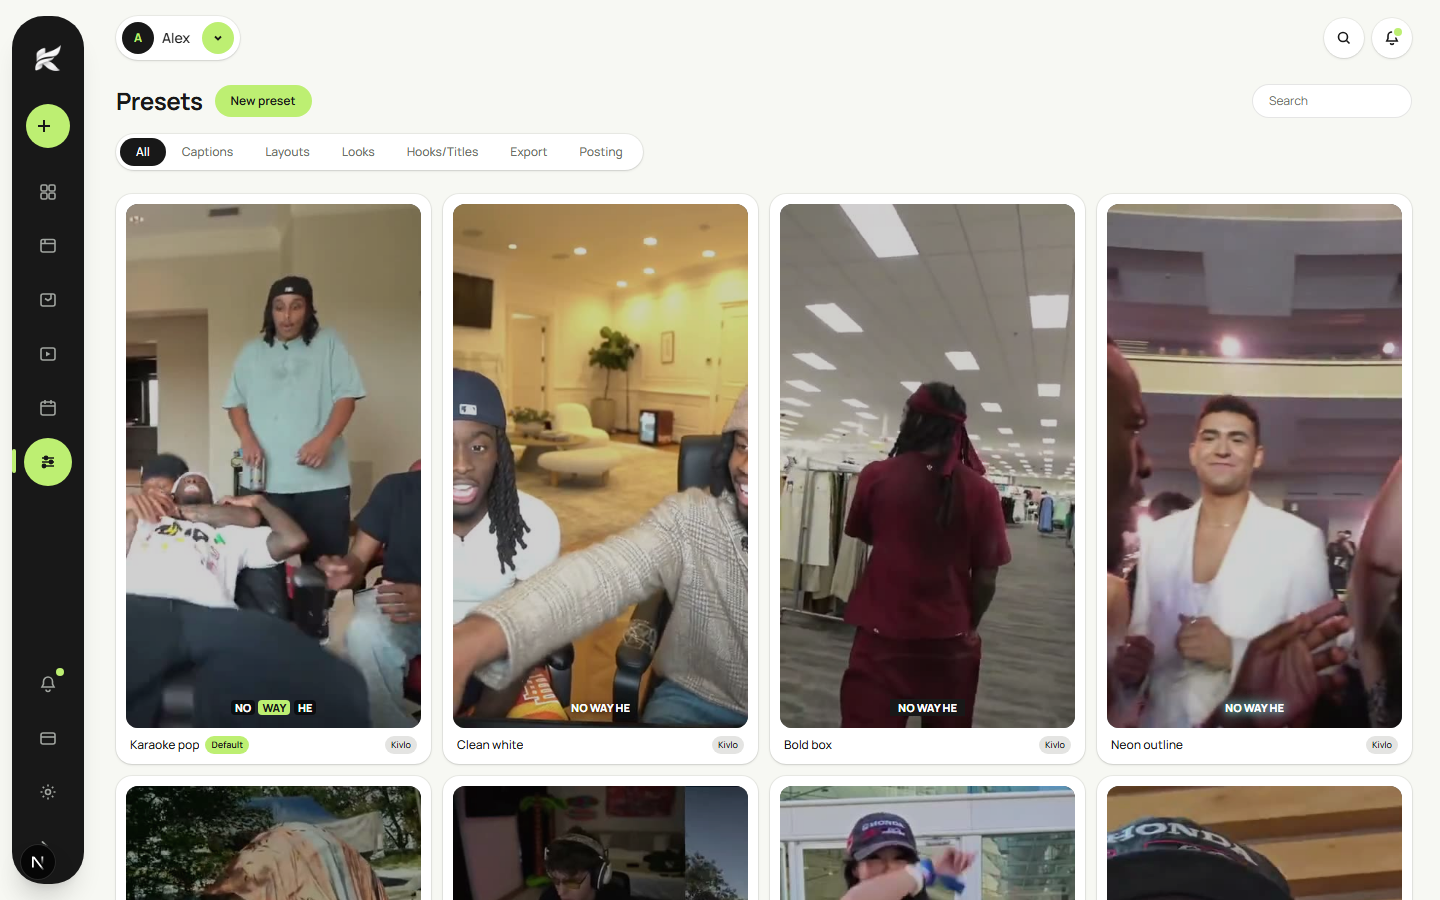 A Alex
Presets New preset
Search
All Captions Layouts Looks Hooks/Titles Export Posting
NO WAY HE
NO WAY HE
NO WAY HE
NO WAY HE
Karaoke pop Default Kivlo
Clean white Kivlo
Bold box Kivlo
Neon outline Kivlo
HONDA
HONDA
N